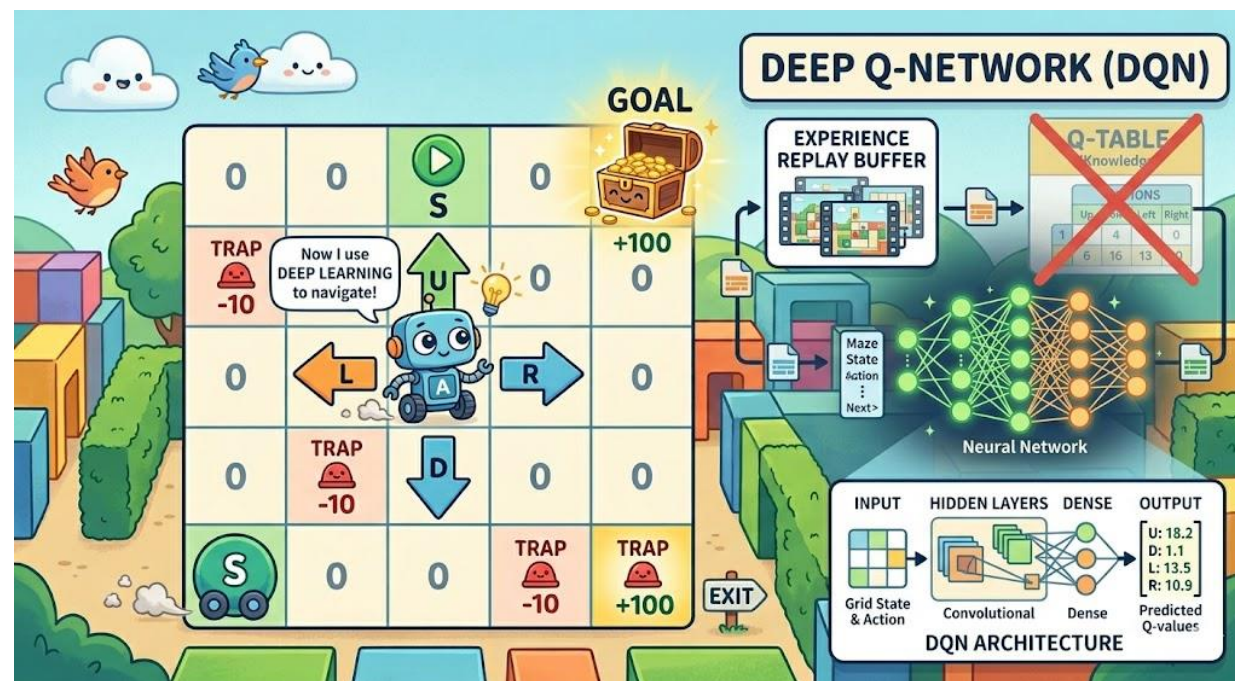 DEEP Q-NETWORK (DQN)
GOAL
0
0
S
0
+100
TRAP
-10
Now I use
DEEP LEARNING
to navigate!
U
0
0
0
L
A
R
0
0
TRAP
-10
D
0
0
S
0
0
TRAP
-10
TRAP
+100
EXIT
EXPERIENCE
REPLAY BUFFER
Q-TABLE
Up Left Right
1 4 0
6 16 13
Maze
State
Action
⋮
Next>
Neural Network
INPUT
HIDDEN LAYERS
DENSE
OUTPUT
Grid State
& Action
Convolutional
Dense
U: 18.2
D: 1.1
L: 13.5
R: 10.9
Predicted
Q-values
DQN ARCHITECTURE